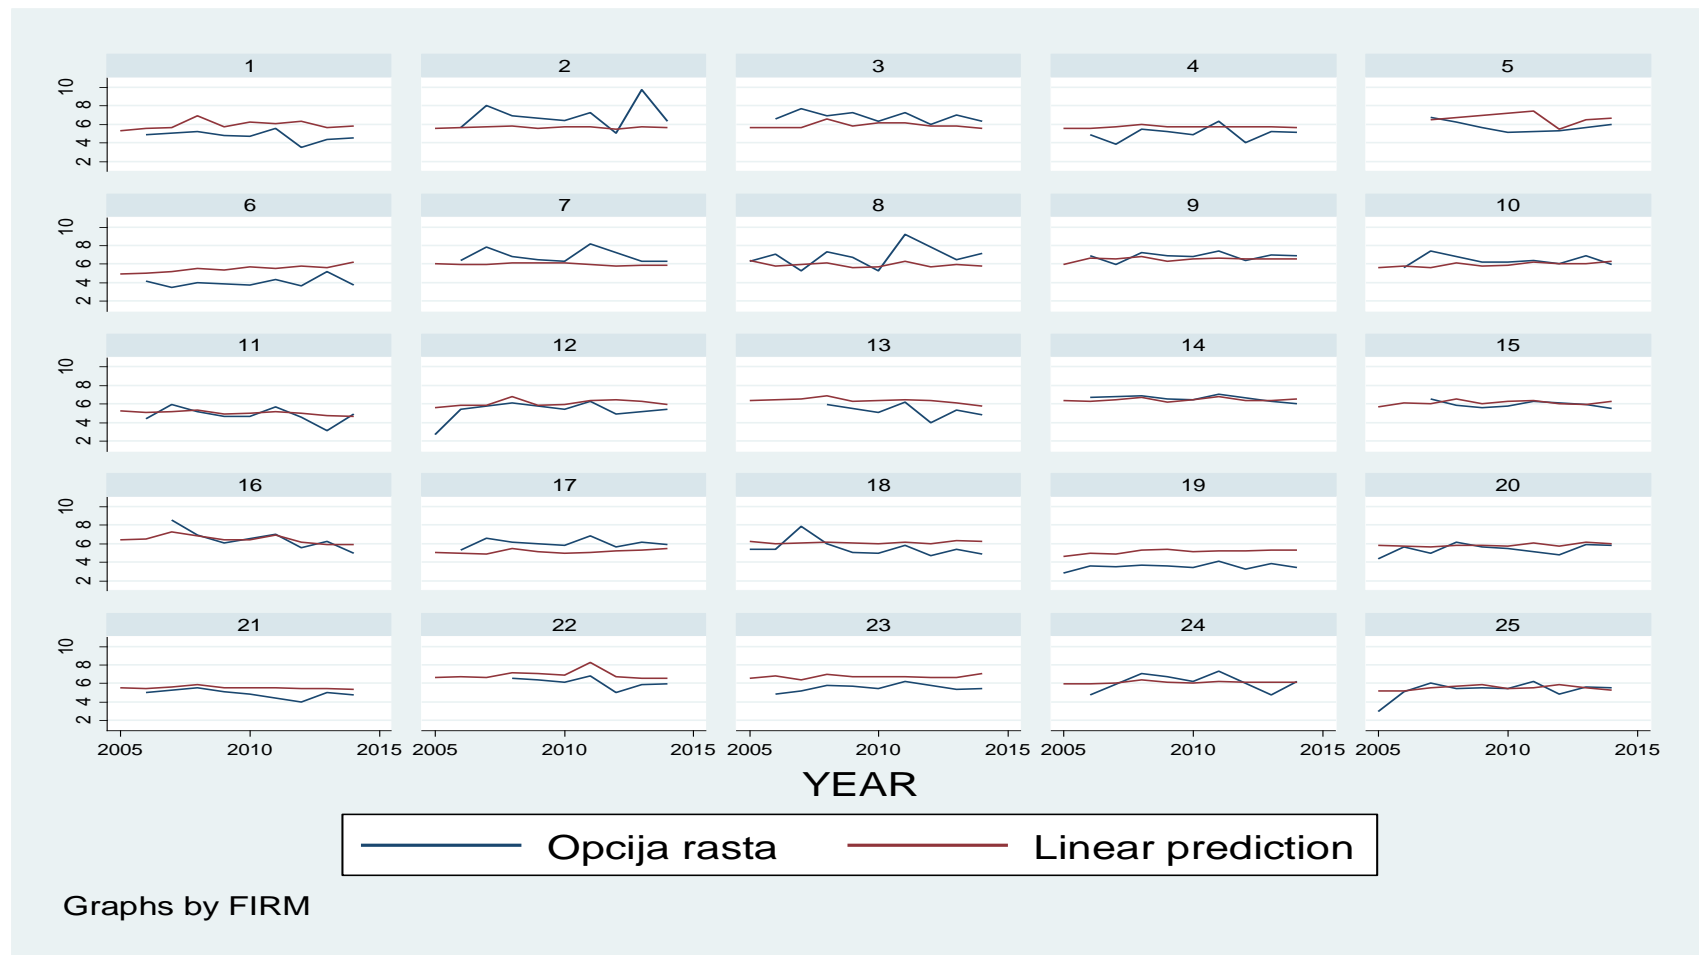 1 2 3 4 5
10 8 6 4 2
6 7 8 9 10
10 8 6 4 2
11 12 13 14 15
10 8 6 4 2
16 17 18 19 20
10 8 6 4 2
21 22 23 24 25
10 8 6 4 2
2005 2010 2015 2005 2010 2015 2005 2010 2015 2005 2010 2015 2005 2010 2015
YEAR
Opcija rasta Linear prediction
Graphs by FIRM